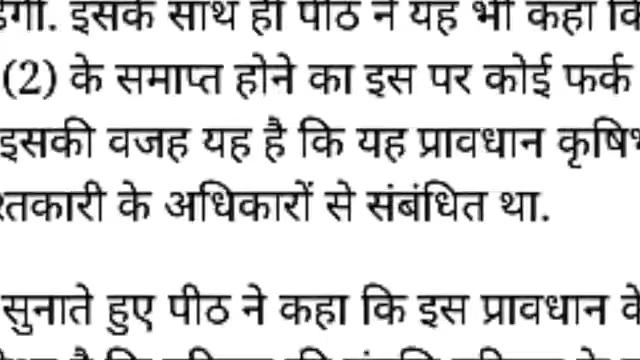 इसके साथ ही पीठ ने यह भी कहा कि
(2) के समाप्त होने का इस पर कोई फर्क
इसकी वजह यह है कि यह प्रावधान
के अधिकारों से संबंधित था.
सुनाते हुए पीठ ने कहा कि इस प्रावधान के